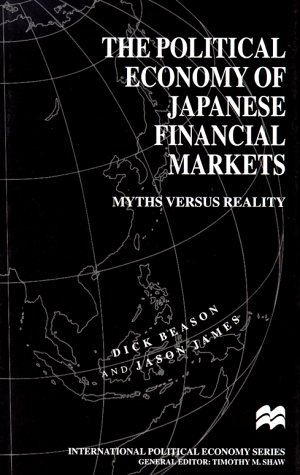 THE POLITICAL
ECONOMY OF
JAPANESE
FINANCIAL
MARKETS
MYTHS VERSUS REALITY
DICK BEASON
AND JASON JAMES
INTERNATIONAL POLITICAL ECONOMY SERIES
GENERAL EDITOR: TIMOTHY M. SHAW